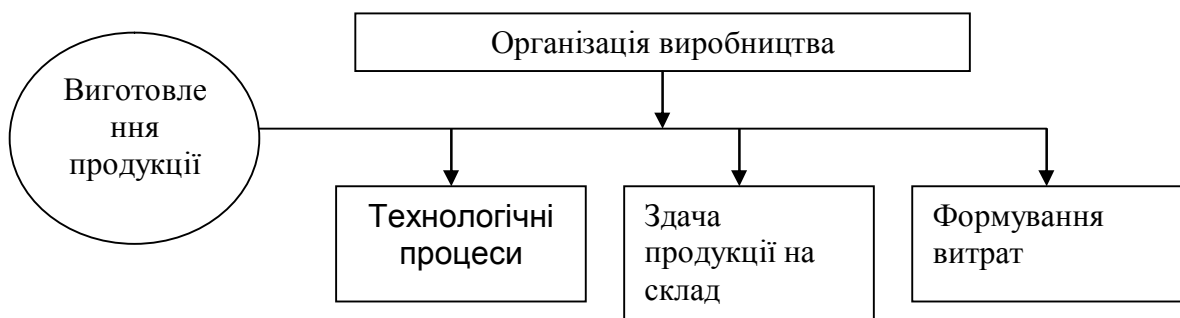 Організація виробництва
Виготовле
ння
продукції
Технологічні
процеси
Здача
продукції на
склад
Формування
витрат